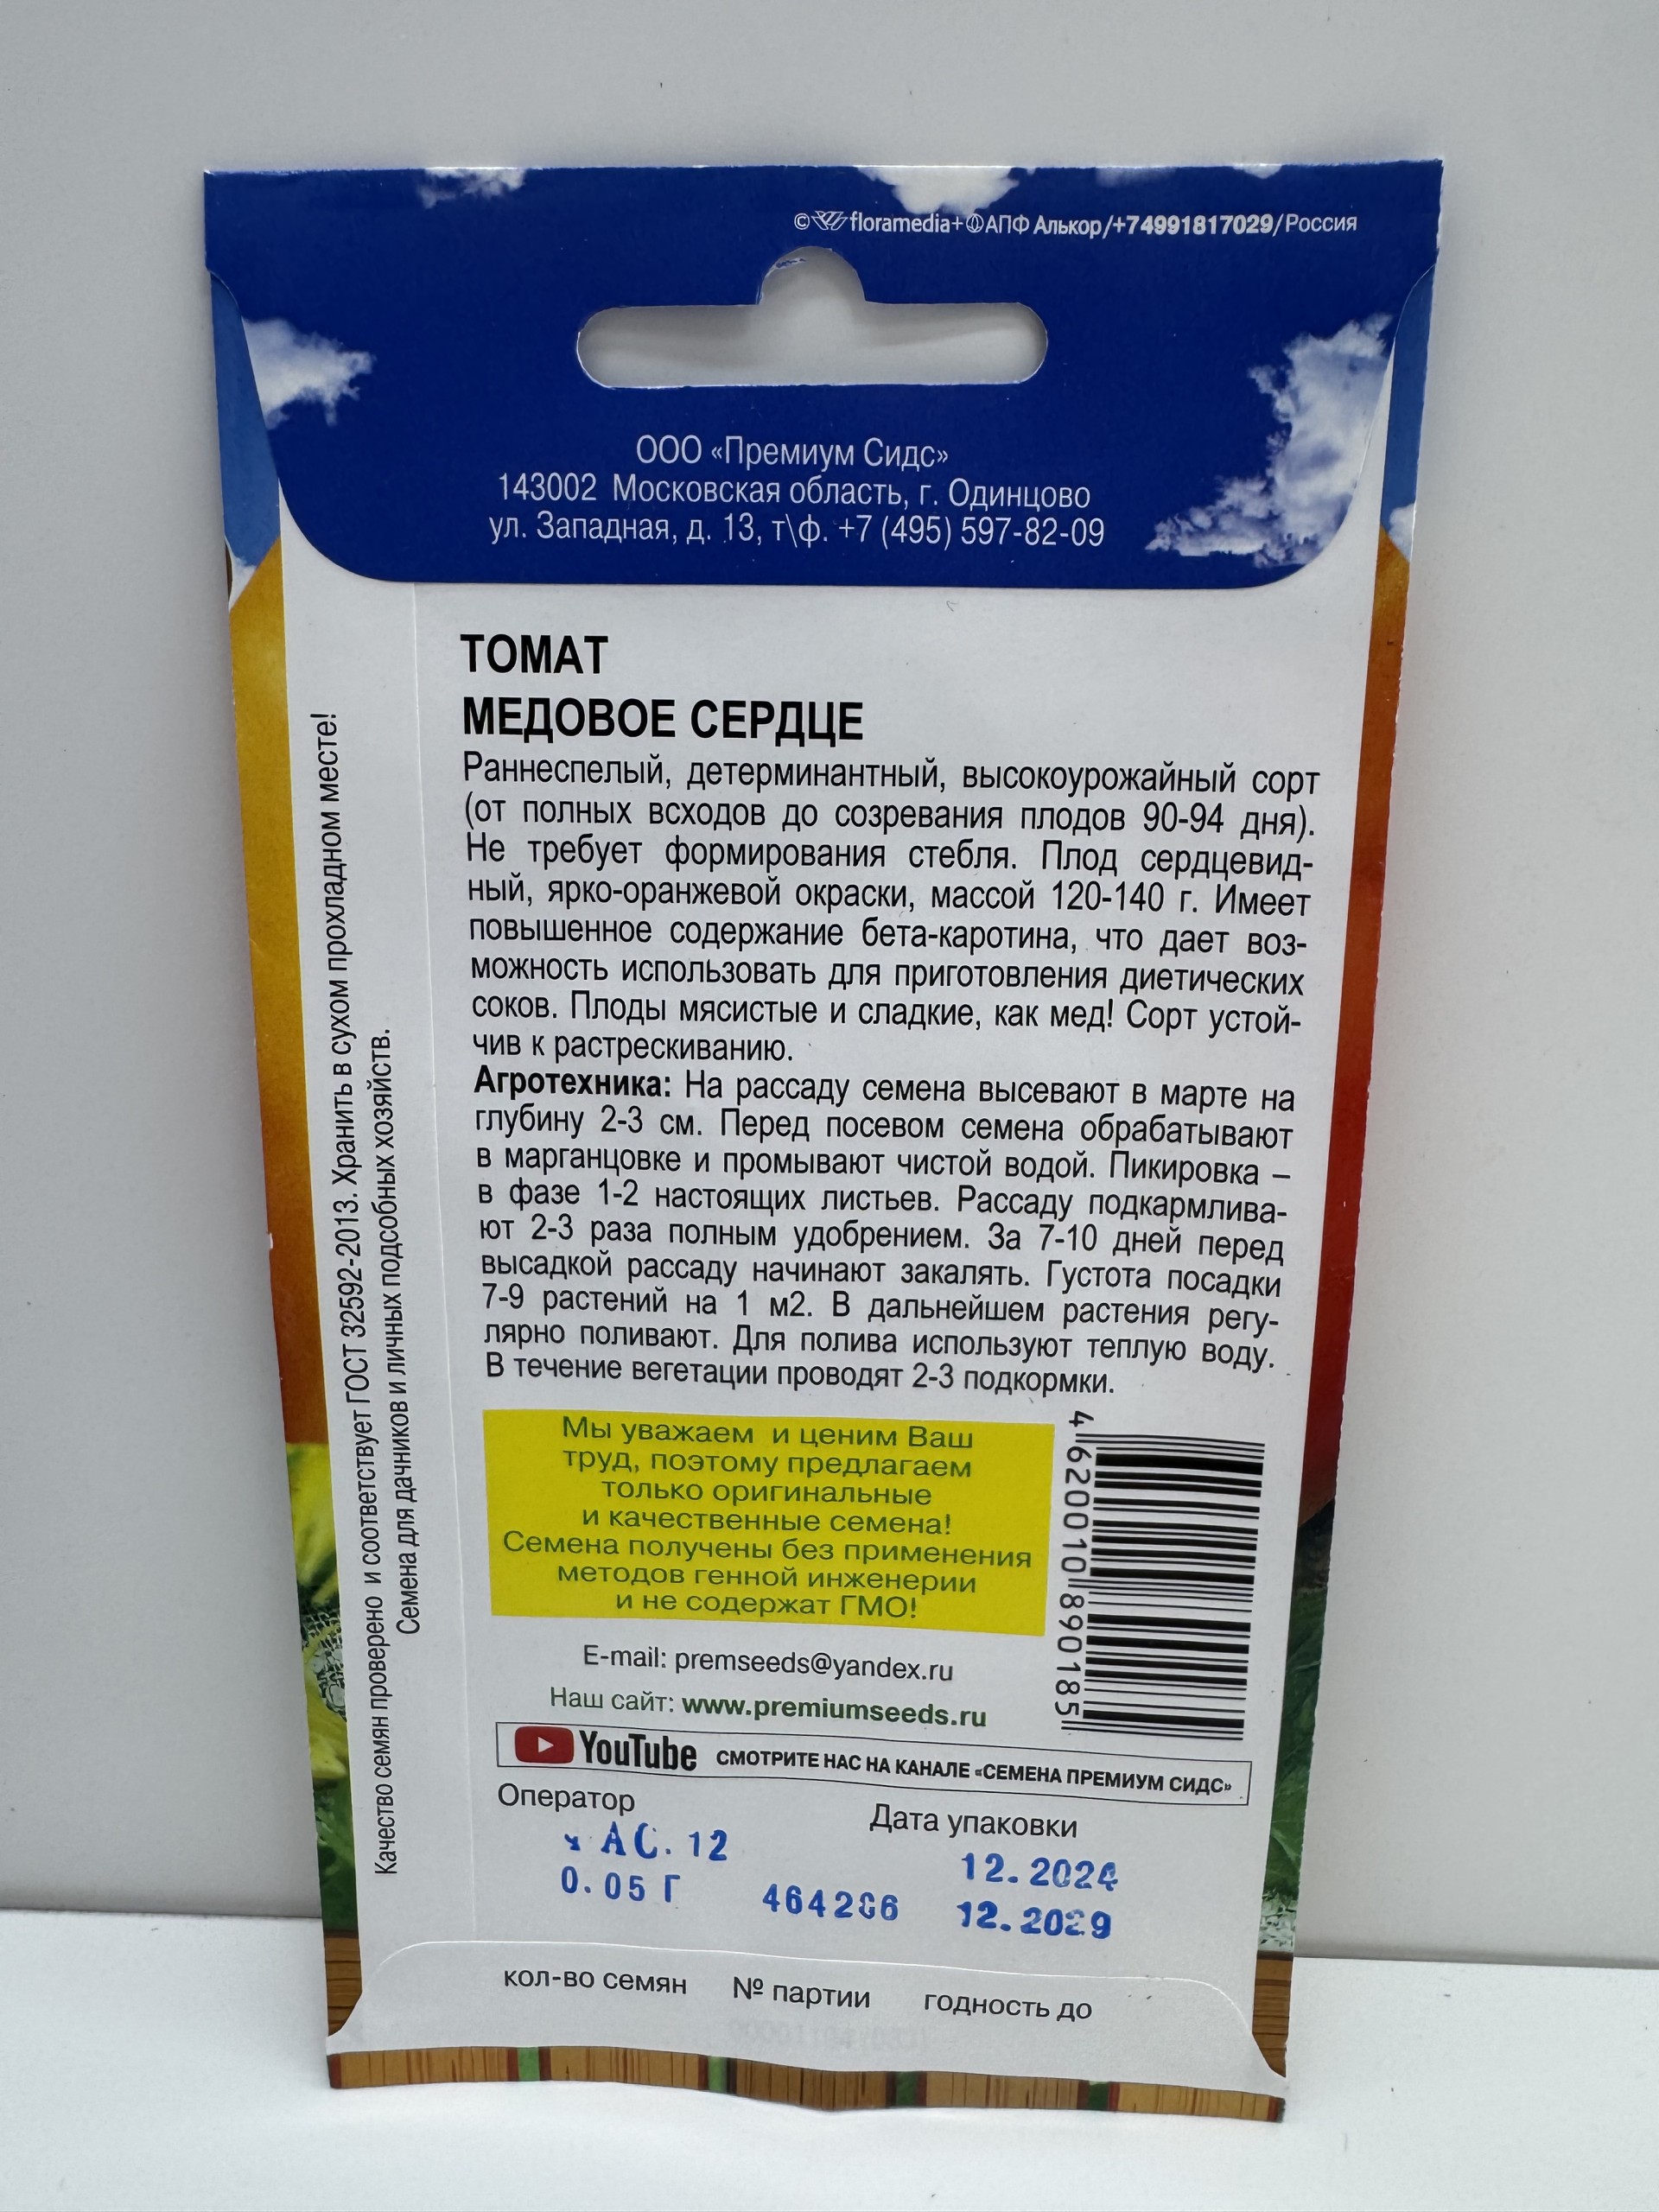 © floramedia+ АПФ Алькор/+74991817029/Россия
ООО «Премиум Сидс»
143002 Московская область, г. Одинцово
ул. Западная, д. 13, т\ф. +7 (495) 597-82-09
ТОМАТ
МЕДОВОЕ СЕРДЦЕ
Раннеспелый, детерминантный, высокоурожайный сорт
(от полных всходов до созревания плодов 90-94 дня).
Не требует формирования стебля. Плод сердцевид-
ный, ярко-оранжевой окраски, массой 120-140 г. Имеет
повышенное содержание бета-каротина, что дает воз-
можность использовать для приготовления диетических
соков. Плоды мясистые и сладкие, как мед! Сорт устой-
чив к растрескиванию.
Агротехника: На рассаду семена высевают в марте на
глубину 2-3 см. Перед посевом семена обрабатывают
в марганцовке и промывают чистой водой. Пикировка –
в фазе 1-2 настоящих листьев. Рассаду подкармлива-
ют 2-3 раза полным удобрением. За 7-10 дней перед
высадкой рассаду начинают закалять. Густота посадки
7-9 растений на 1 м2. В дальнейшем растения регу-
лярно поливают. Для полива используют теплую воду.
В течение вегетации проводят 2-3 подкормки.
Качество семян проверено и соответствует ГОСТ 32592-2013. Хранить в сухом прохладном месте!
Семена для дачников и личных подсобных хозяйств.
Мы уважаем и ценим Ваш
труд, поэтому предлагаем
только оригинальные
и качественные семена!
Семена получены без применения
методов генной инженерии
и не содержат ГМО!
4 620010 890185
E-mail: premseeds@yandex.ru
Наш сайт: www.premiumseeds.ru
YouTube СМОТРИТЕ НАС НА КАНАЛЕ «СЕМЕНА ПРЕМИУМ СИДС»
Оператор
Дата упаковки
АС. 12
12.2024
0.05 Г
12.2029
кол-во семян № партии годность до